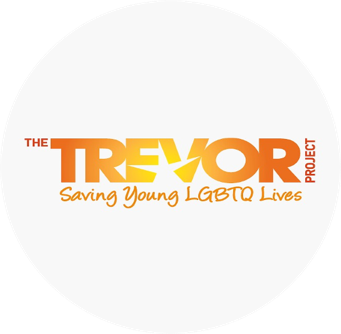 THE TREVOR PROJECT
Saving Young LGBTQ Lives